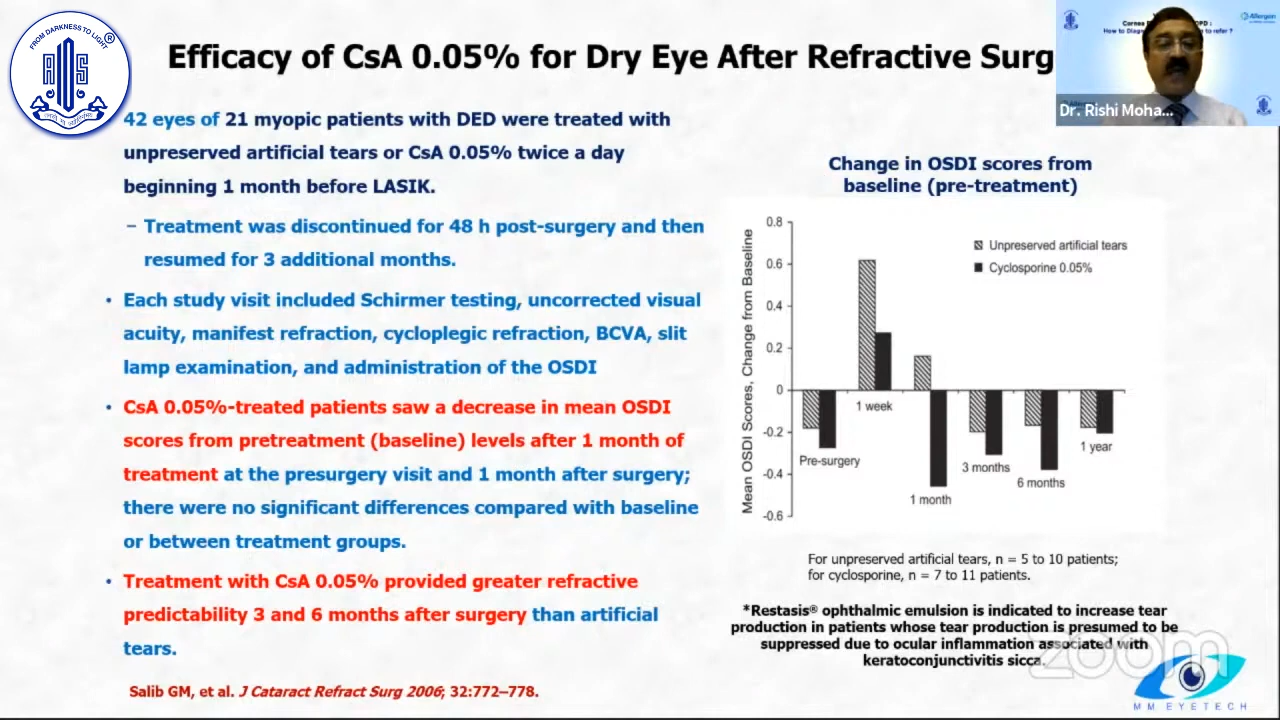 FROM DARKNESS TO LIGHT
Efficacy of CsA 0.05% for Dry Eye After Refractive Surg
Allergan
Cornea
OPD :
How to Diag
n to refer ?
Dr. Rishi Moha...
42 eyes of 21 myopic patients with DED were treated with
unpreserved artificial tears or CsA 0.05% twice a day
beginning 1 month before LASIK.
– Treatment was discontinued for 48 h post-surgery and then
resumed for 3 additional months.
• Each study visit included Schirmer testing, uncorrected visual
acuity, manifest refraction, cycloplegic refraction, BCVA, slit
lamp examination, and administration of the OSDI
• CsA 0.05%-treated patients saw a decrease in mean OSDI
scores from pretreatment (baseline) levels after 1 month of
treatment at the presurgery visit and 1 month after surgery;
there were no significant differences compared with baseline
or between treatment groups.
• Treatment with CsA 0.05% provided greater refractive
predictability 3 and 6 months after surgery than artificial
tears.
Salib GM, et al. J Cataract Refract Surg 2006; 32:772–778.
Change in OSDI scores from
baseline (pre-treatment)
Mean OSDI Scores, Change from Baseline
0.8
0.6
0.4
0.2
0
-0.2
-0.4
-0.6
Unpreserved artificial tears
Cyclosporine 0.05%
Pre-surgery
1 week
1 month
3 months
6 months
1 year
For unpreserved artificial tears, n = 5 to 10 patients;
for cyclosporine, n = 7 to 11 patients.
*Restasis® ophthalmic emulsion is indicated to increase tear
production in patients whose tear production is presumed to be
suppressed due to ocular inflammation associated with
keratoconjunctivitis sicca.
zoom
MM EYETECH